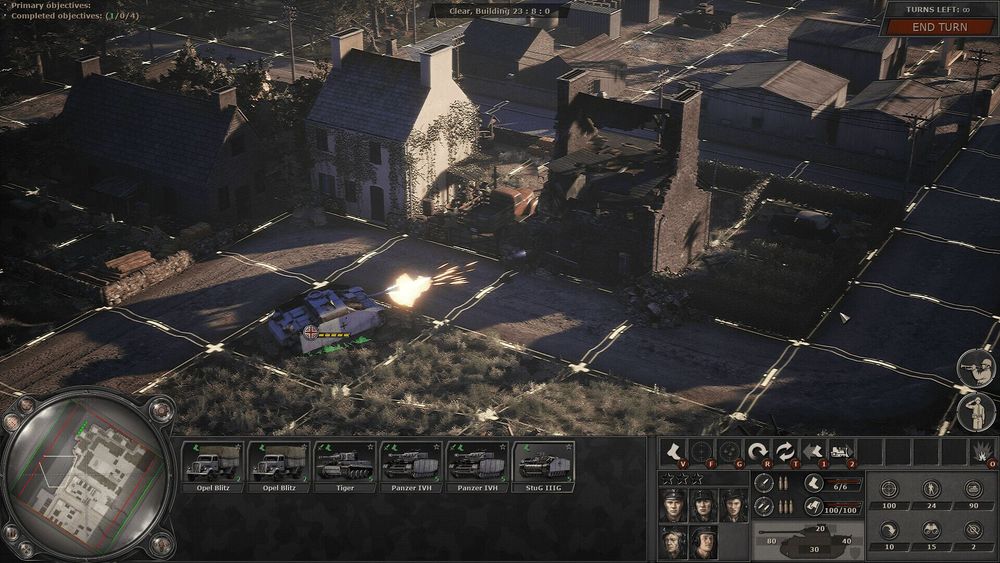 Primary objectives:
Completed objectives: (1/0/4)
Clear, Building 23 : 8 : 0
TURNS LEFT: ∞
END TURN
Opel Blitz
Opel Blitz
Tiger
Panzer IVH
Panzer IVH
StuG IIIG
V
F
G
R
T
1
2
O
6/6
100/100
100
24
90
10
15
2
20
80
40
30